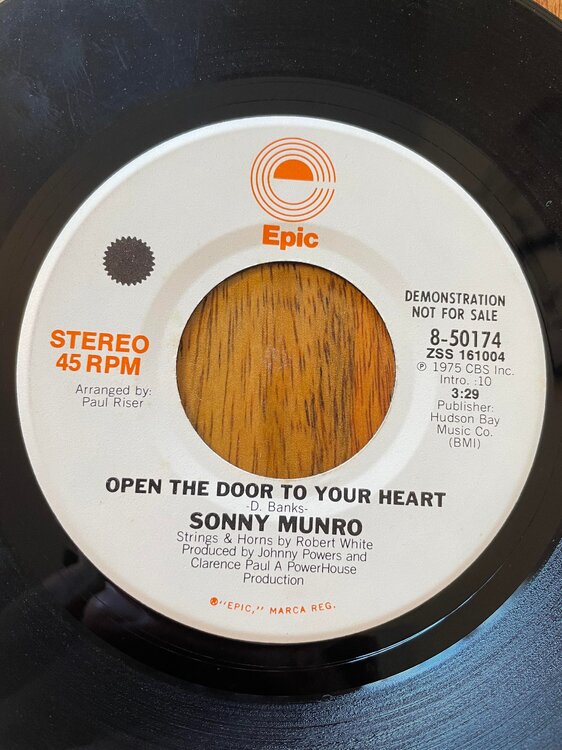 Epic
STEREO
45 RPM
Arranged by:
Paul Riser
DEMONSTRATION
NOT FOR SALE
8-50174
ZSS 161004
℗ 1975 CBS Inc.
Intro. :10
3:29
Publisher:
Hudson Bay
Music Co.
(BMI)
OPEN THE DOOR TO YOUR HEART
-D. Banks-
SONNY MUNRO
Strings & Horns by Robert White
Produced by Johnny Powers and
Clarence Paul A PowerHouse
Production
® "EPIC," MARCA REG.